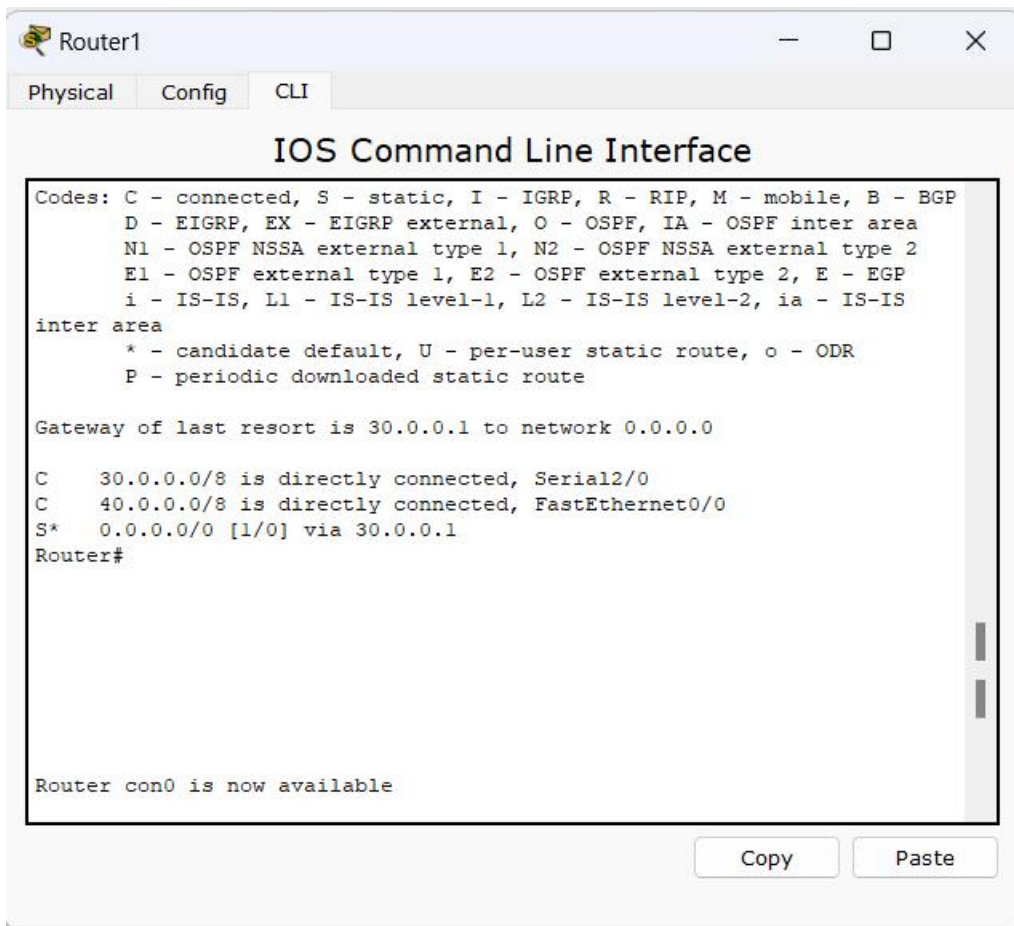 Router1
Physical Config CLI
IOS Command Line Interface
Codes: C - connected, S - static, I - IGRP, R - RIP, M - mobile, B - BGP
D - EIGRP, EX - EIGRP external, O - OSPF, IA - OSPF inter area
N1 - OSPF NSSA external type 1, N2 - OSPF NSSA external type 2
E1 - OSPF external type 1, E2 - OSPF external type 2, E - EGP
i - IS-IS, L1 - IS-IS level-1, L2 - IS-IS level-2, ia - IS-IS
inter area
* - candidate default, U - per-user static route, o - ODR
P - periodic downloaded static route
Gateway of last resort is 30.0.0.1 to network 0.0.0.0
C 30.0.0.0/8 is directly connected, Serial2/0
C 40.0.0.0/8 is directly connected, FastEthernet0/0
S* 0.0.0.0/0 [1/0] via 30.0.0.1
Router#
Router con0 is now available
Copy Paste